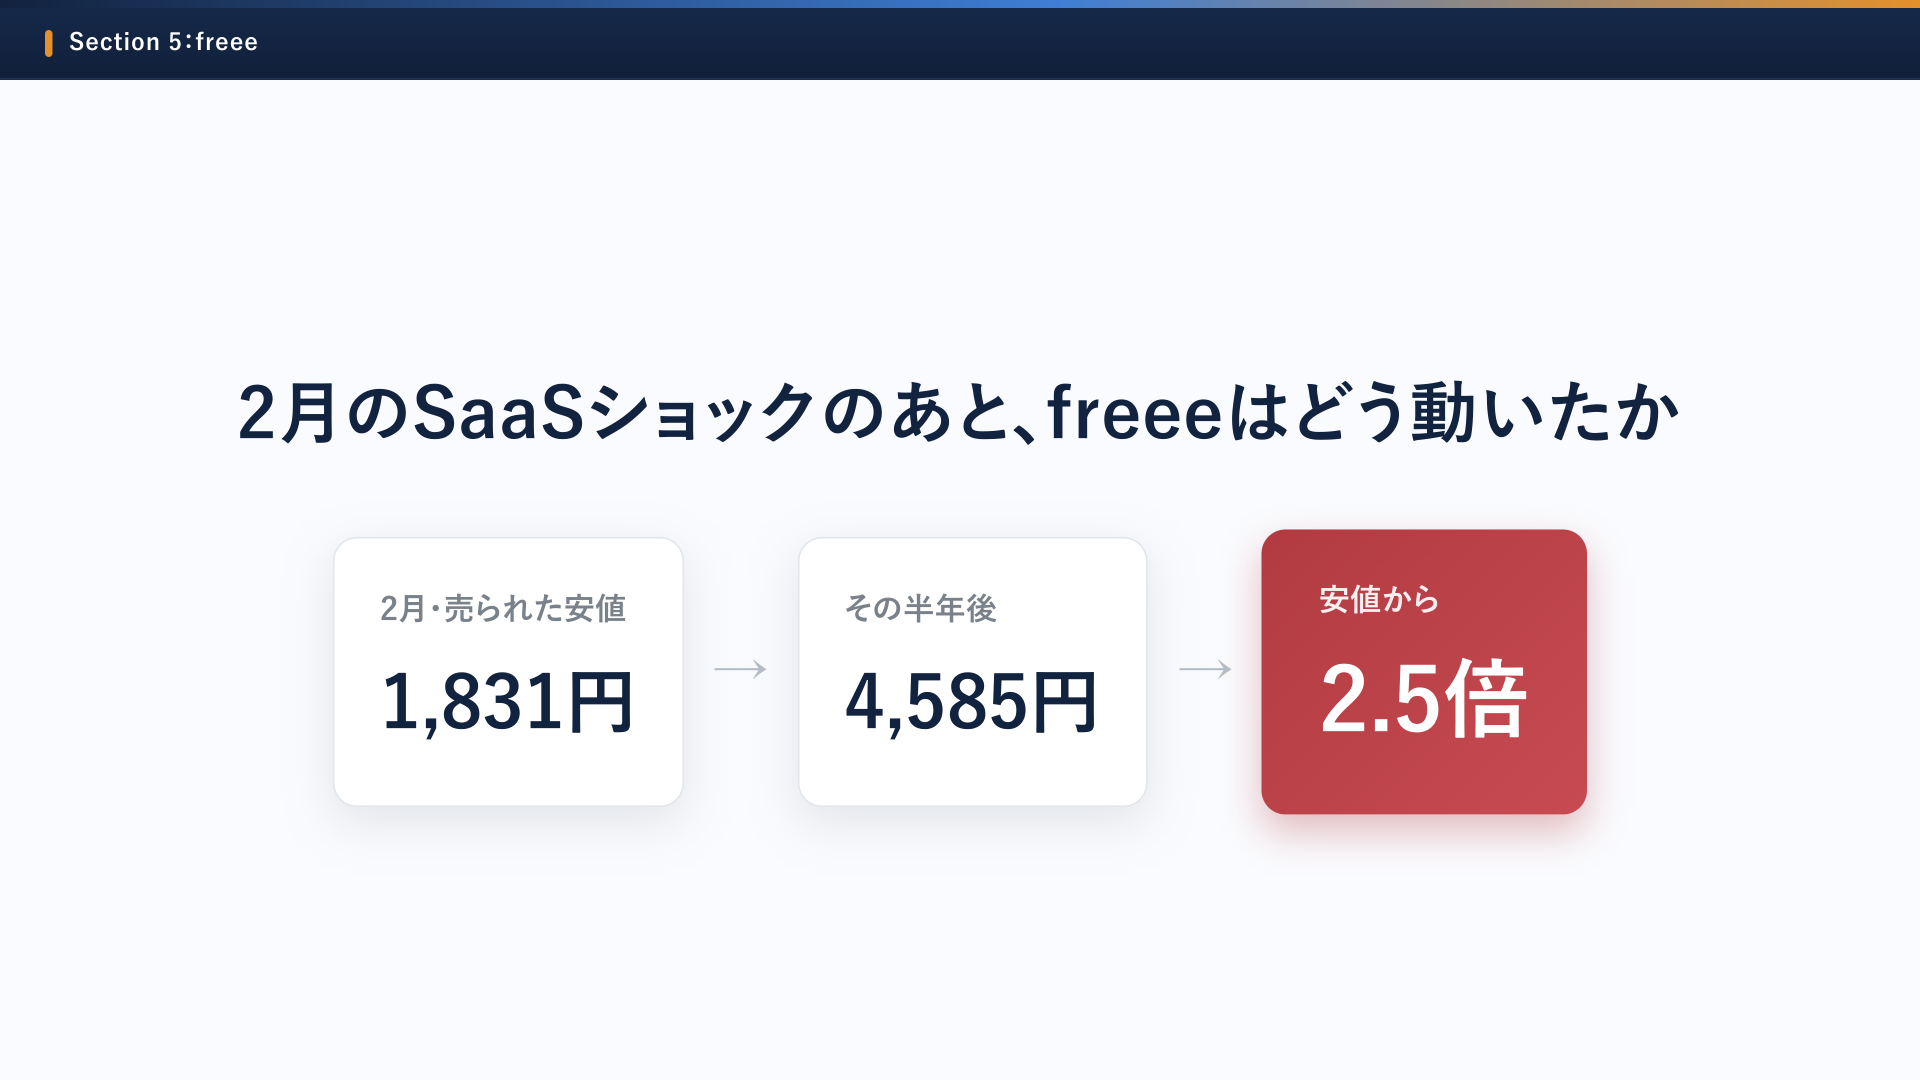 Section 5：freee
2月のSaaSショックのあと、freeeはどう動いたか
2月・売られた安値
1,831円
→
その半年後
4,585円
→
安値から
2.5倍